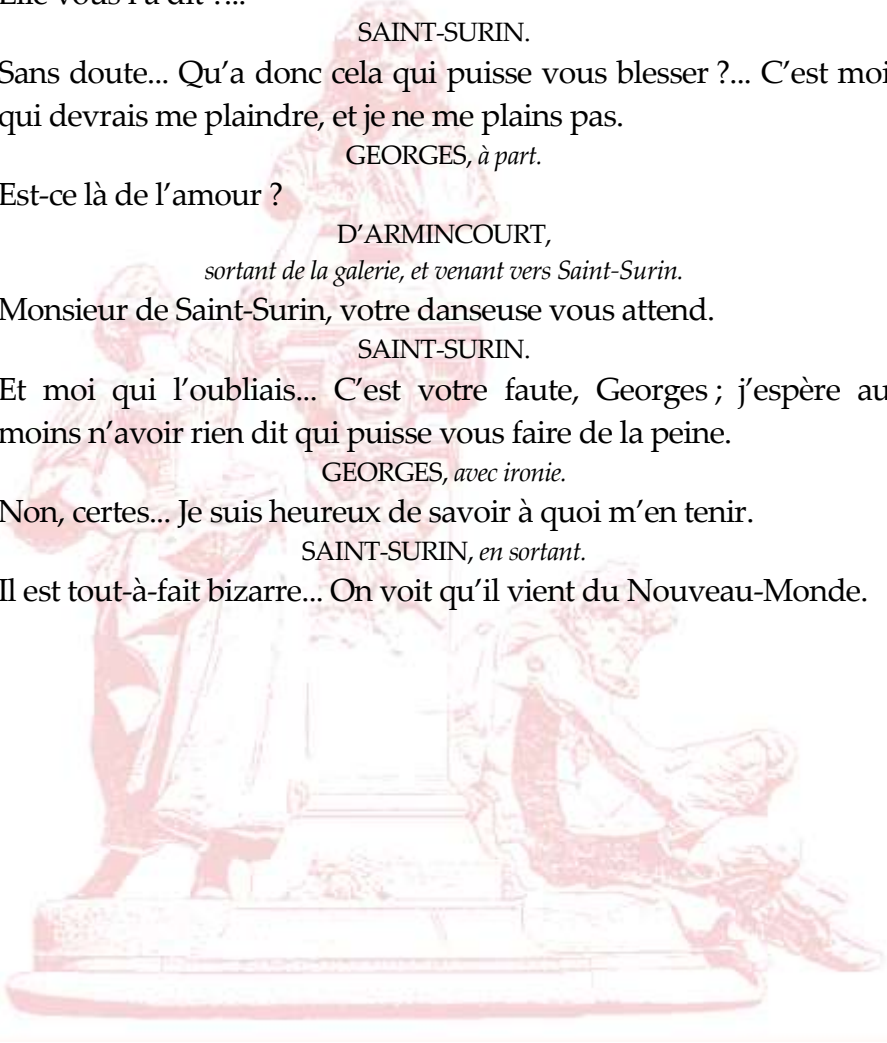 SAINT-SURIN.
Sans doute... Qu'a donc cela qui puisse vous blesser ?... C'est moi
qui devrais me plaindre, et je ne me plains pas.
GEORGES, à part.
Est-ce là de l'amour ?
D'ARMINCOURT,
sortant de la galerie, et venant vers Saint-Surin.
Monsieur de Saint-Surin, votre danseuse vous attend.
SAINT-SURIN.
Et moi qui l'oubliais... C'est votre faute, Georges ; j'espère au
moins n'avoir rien dit qui puisse vous faire de la peine.
GEORGES, avec ironie.
Non, certes... Je suis heureux de savoir à quoi m'en tenir.
SAINT-SURIN, en sortant.
Il est tout-à-fait bizarre... On voit qu'il vient du Nouveau-Monde.